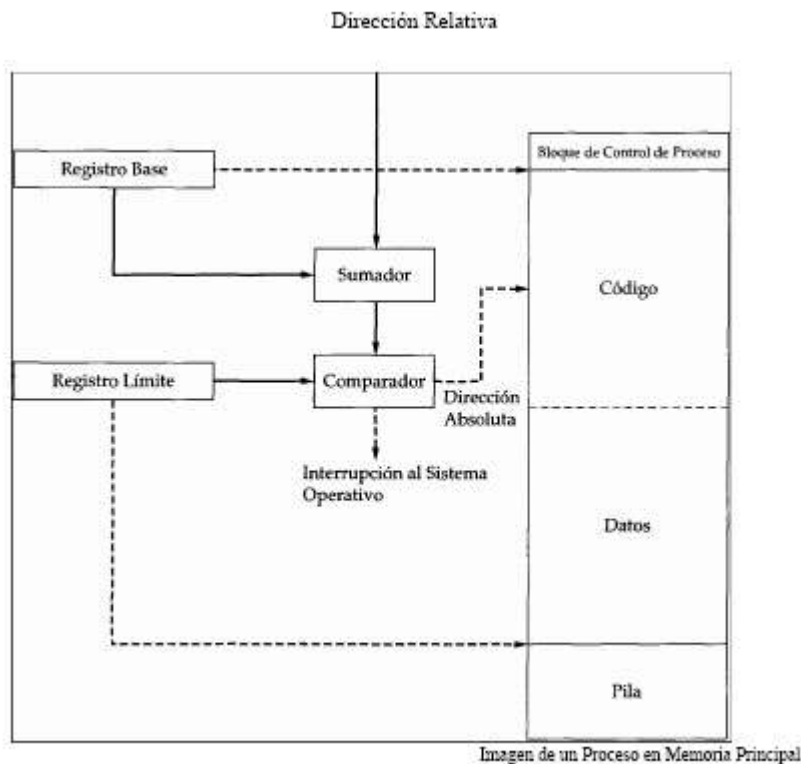 Dirección Relativa
Bloque de Control de Proceso
Registro Base
Sumador
Código
Registro Límite
Comparador
Dirección
Absoluta
Interrupción al Sistema
Operativo
Datos
Pila
Imagen de un Proceso en Memoria Principal